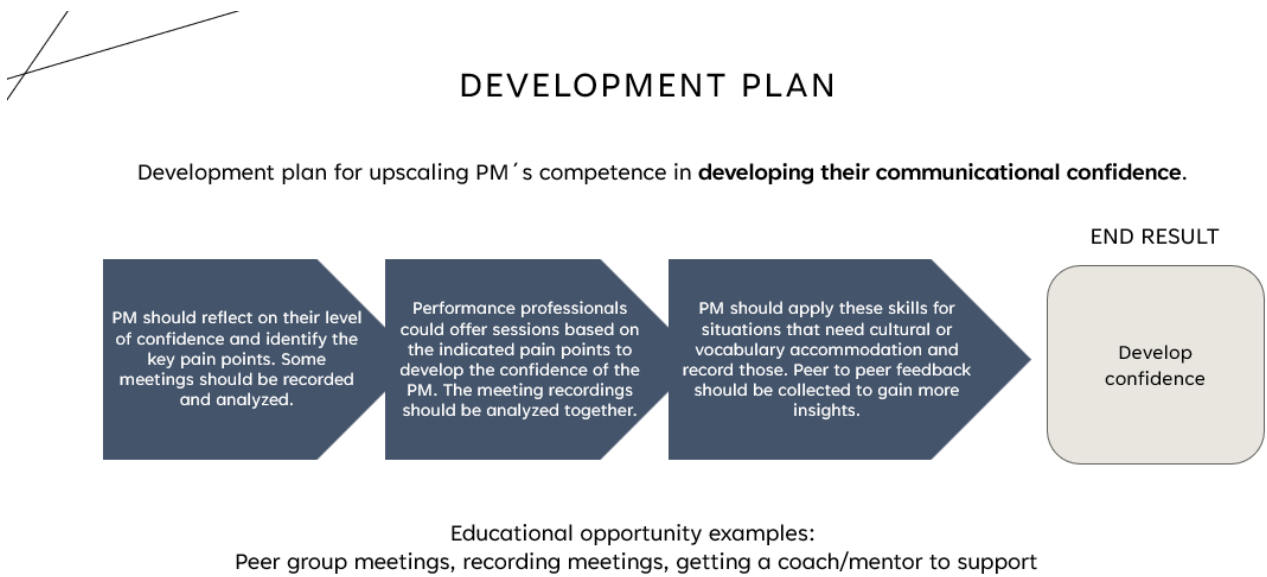 DEVELOPMENT PLAN
Development plan for upscaling PM´s competence in developing their communicational confidence.
PM should reflect on their level
of confidence and identify the
key pain points. Some
meetings should be recorded
and analyzed.
Performance professionals
could offer sessions based on
the indicated pain points to
develop the confidence of the
PM. The meeting recordings
should be analyzed together.
PM should apply these skills for
situations that need cultural or
vocabulary accommodation and
record those. Peer to peer feedback
should be collected to gain more
insights.
END RESULT
Develop
confidence
Educational opportunity examples:
Peer group meetings, recording meetings, getting a coach/mentor to support